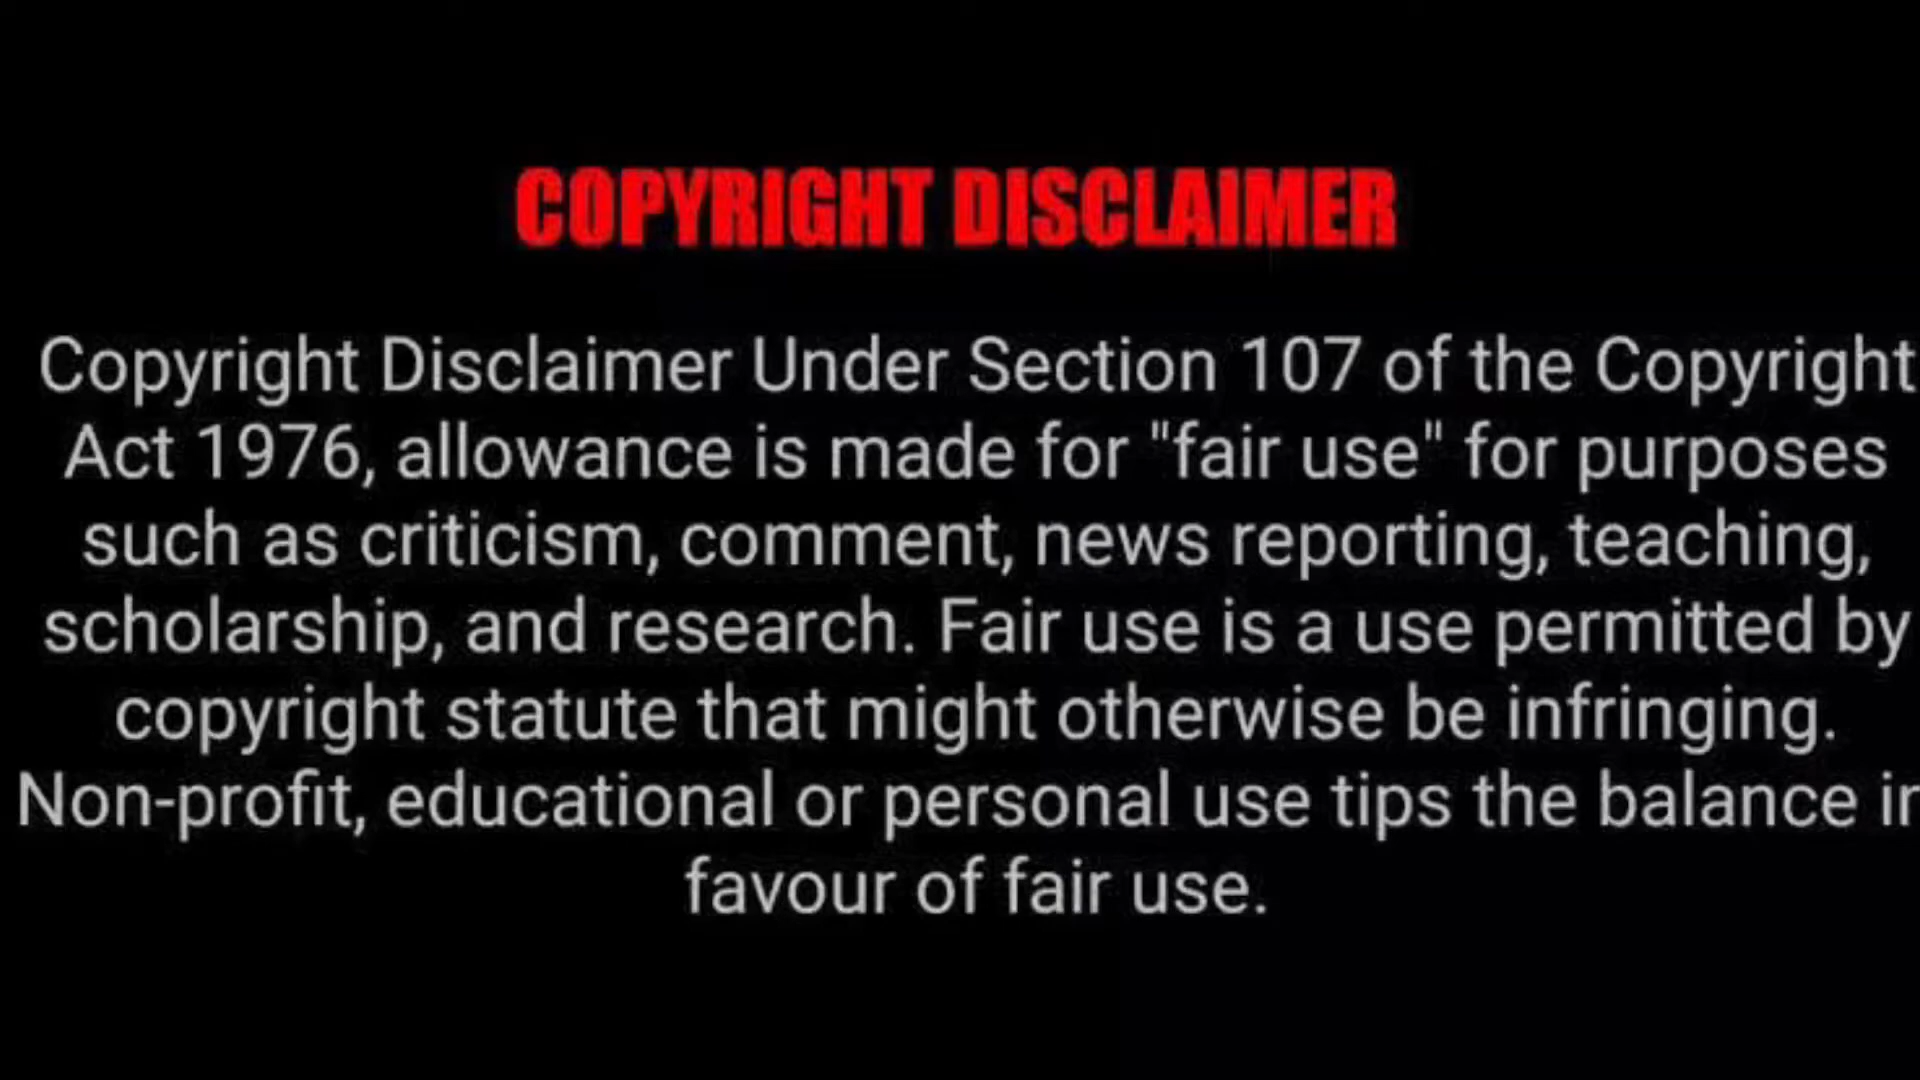 COPYRIGHT DISCLAIMER
Copyright Disclaimer Under Section 107 of the Copyright
Act 1976, allowance is made for "fair use" for purposes
such as criticism, comment, news reporting, teaching,
scholarship, and research. Fair use is a use permitted by
copyright statute that might otherwise be infringing.
Non-profit, educational or personal use tips the balance in
favour of fair use.